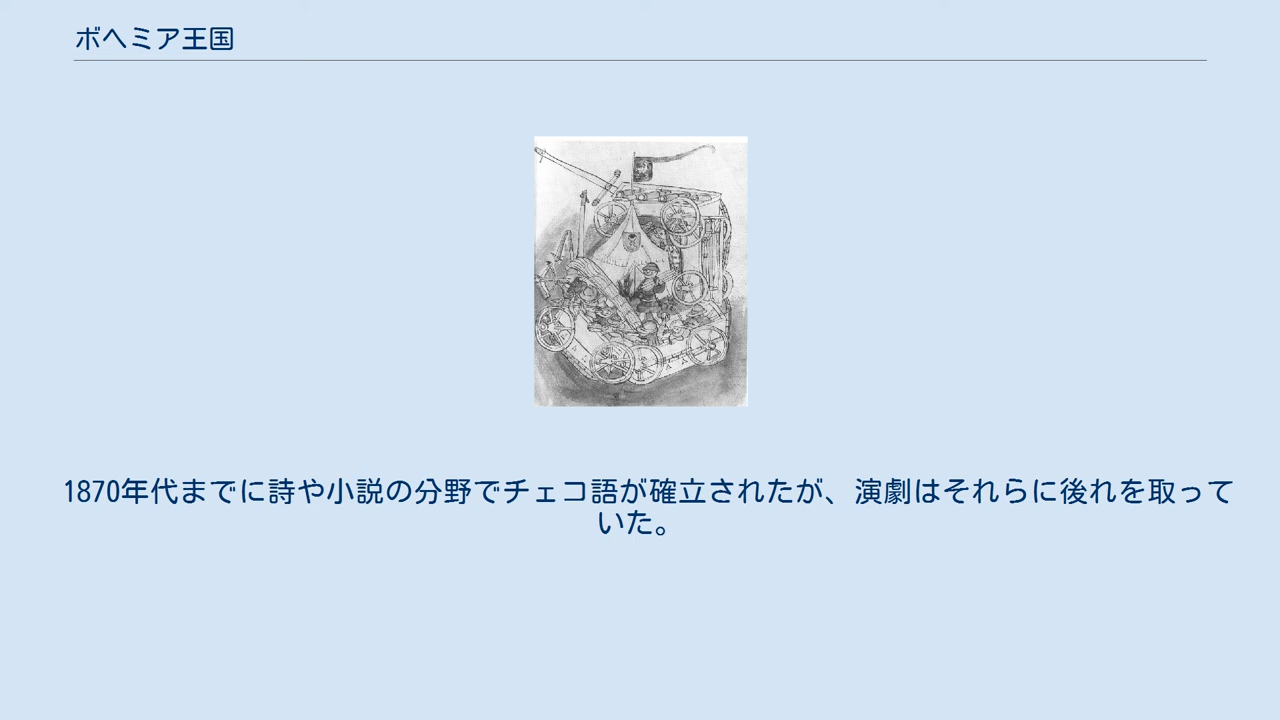 ボヘミア王国
1870年代までに詩や小説の分野でチェコ語が確立されたが、演劇はそれらに後れを取って
いた。